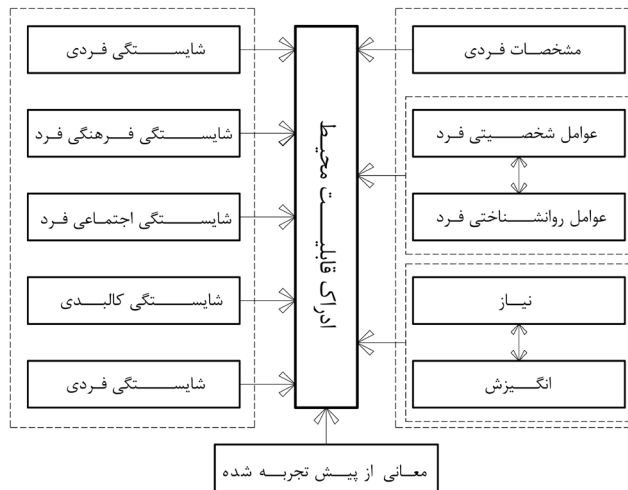 مشخصات فردی
عوامل شخصیتی فرد
عوامل روانشناختی فرد
نیاز
انگیزش
ادراک قابلیت محیط
شایستگی فردی
شایستگی فرهنگی فرد
شایستگی اجتماعی فرد
شایستگی کالبدی
شایستگی فردی
معانی از پیش تجربه شده